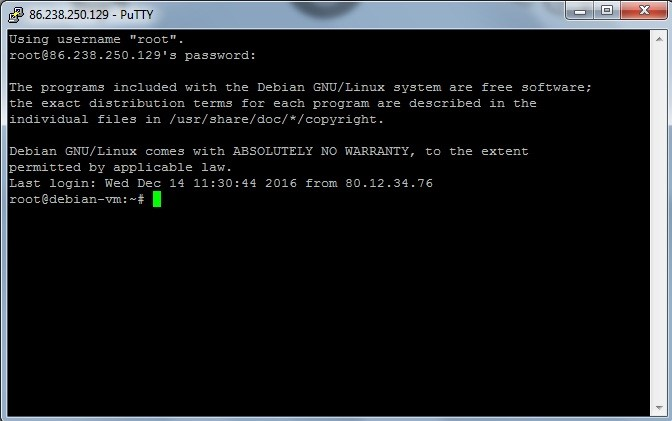 86.238.250.129 - PuTTY
Using username "root".
root@86.238.250.129's password:

The programs included with the Debian GNU/Linux system are free software;
the exact distribution terms for each program are described in the
individual files in /usr/share/doc/*/copyright.

Debian GNU/Linux comes with ABSOLUTELY NO WARRANTY, to the extent
permitted by applicable law.
Last login: Wed Dec 14 11:30:44 2016 from 80.12.34.76
root@debian-vm:~#